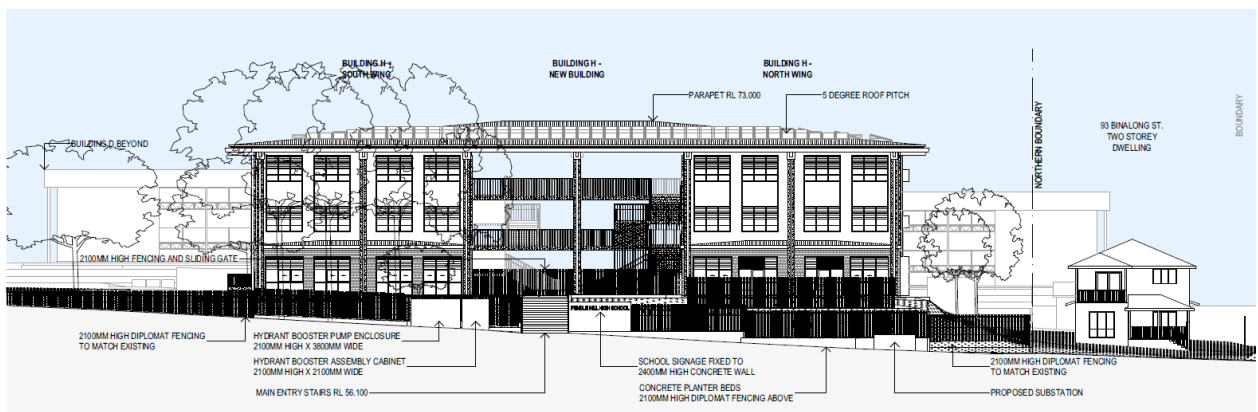 BUILDING H -
SOUTH WING
BUILDING H -
NEW BUILDING
BUILDING H -
NORTH WING
PARAPET RL 73.000
5 DEGREE ROOF PITCH
NORTHERN BOUNDARY
BOUNDARY
93 BINALONG ST.
TWO STOREY
DWELLING
BUILDING D BEYOND
2100MM HIGH FENCING AND SLIDING GATE
PENDLE HILL HIGH SCHOOL
2100MM HIGH DIPLOMAT FENCING
TO MATCH EXISTING
HYDRANT BOOSTER PUMP ENCLOSURE
2100MM HIGH X 3800MM WIDE
HYDRANT BOOSTER ASSEMBLY CABINET
2100MM HIGH X 2100MM WIDE
MAIN ENTRY STAIRS RL 56.100
SCHOOL SIGNAGE FIXED TO
2400MM HIGH CONCRETE WALL
CONCRETE PLANTER BEDS
2100MM HIGH DIPLOMAT FENCING ABOVE
2100MM HIGH DIPLOMAT FENCING
TO MATCH EXISTING
PROPOSED SUBSTATION